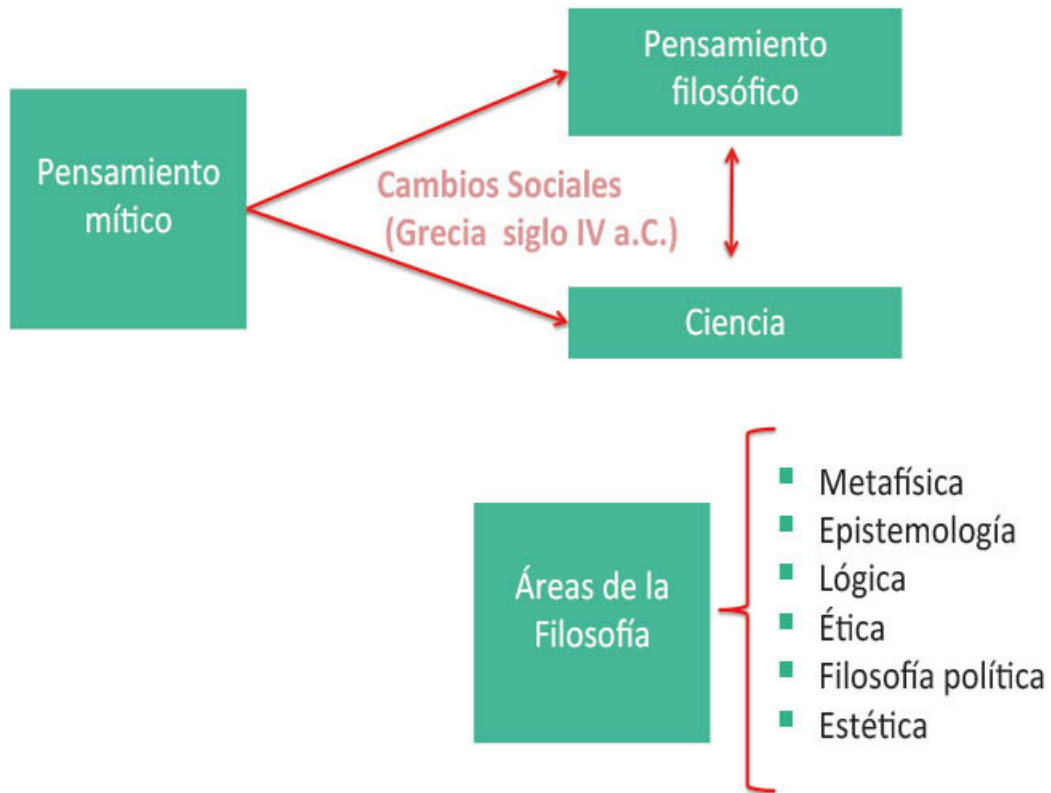 Pensamiento
filosófico
Pensamiento
mítico
Cambios Sociales
(Grecia siglo IV a.C.)
Ciencia
Áreas de la
Filosofía
Metafísica
Epistemología
Lógica
Ética
Filosofía política
Estética